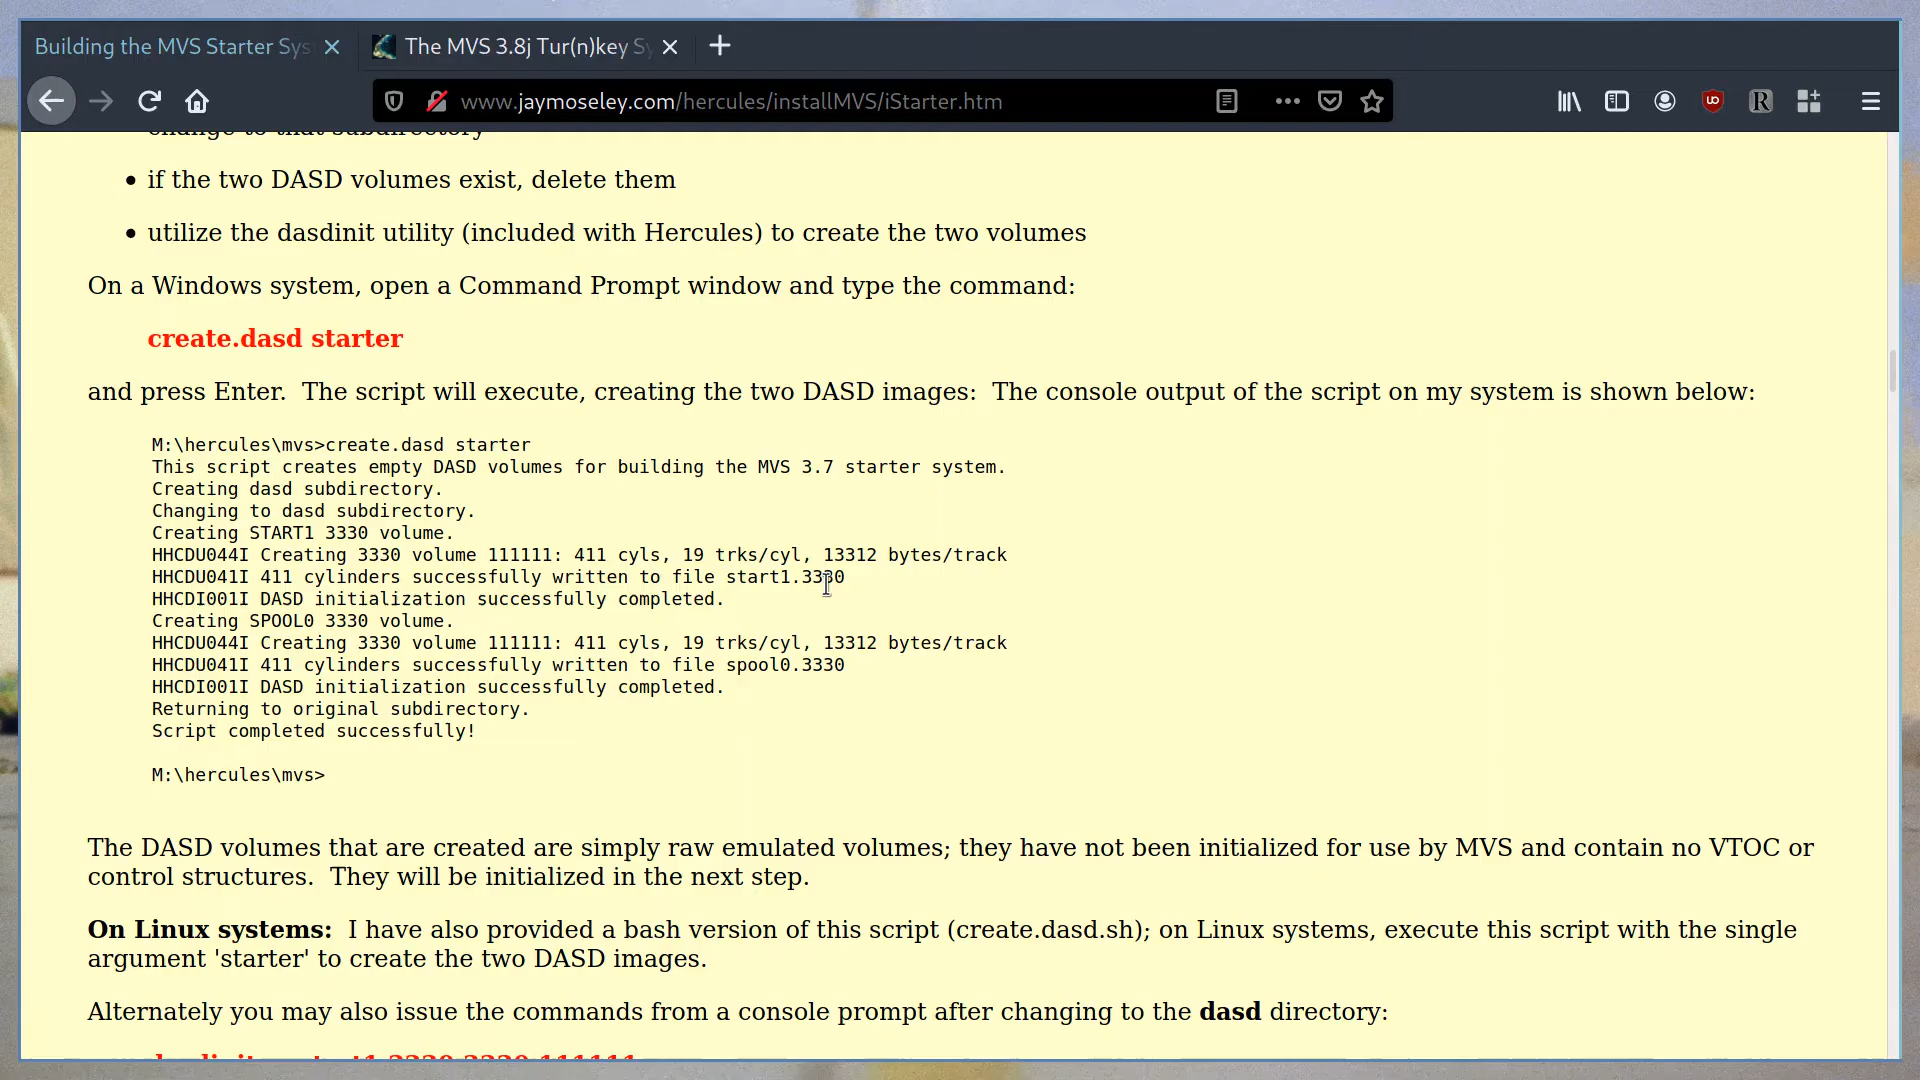 Building the MVS Starter Sys
The MVS 3.8j Tur(n)key Sy
www.jaymoseley.com/hercules/installMVS/iStarter.htm
change to that subdirectory
• if the two DASD volumes exist, delete them
• utilize the dasdinit utility (included with Hercules) to create the two volumes
On a Windows system, open a Command Prompt window and type the command:
create.dasd starter
and press Enter.  The script will execute, creating the two DASD images:  The console output of the script on my system is shown below:
M:\hercules\mvs>create.dasd starter
This script creates empty DASD volumes for building the MVS 3.7 starter system.
Creating dasd subdirectory.
Changing to dasd subdirectory.
Creating START1 3330 volume.
HHCDU044I Creating 3330 volume 111111: 411 cyls, 19 trks/cyl, 13312 bytes/track
HHCDU041I 411 cylinders successfully written to file start1.3330
HHCDI001I DASD initialization successfully completed.
Creating SPOOL0 3330 volume.
HHCDU044I Creating 3330 volume 111111: 411 cyls, 19 trks/cyl, 13312 bytes/track
HHCDU041I 411 cylinders successfully written to file spool0.3330
HHCDI001I DASD initialization successfully completed.
Returning to original subdirectory.
Script completed successfully!
M:\hercules\mvs>
The DASD volumes that are created are simply raw emulated volumes; they have not been initialized for use by MVS and contain no VTOC or
control structures.  They will be initialized in the next step.
On Linux systems:  I have also provided a bash version of this script (create.dasd.sh); on Linux systems, execute this script with the single
argument 'starter' to create the two DASD images.
Alternately you may also issue the commands from a console prompt after changing to the dasd directory:
dasdinit start1.3330 3330 111111